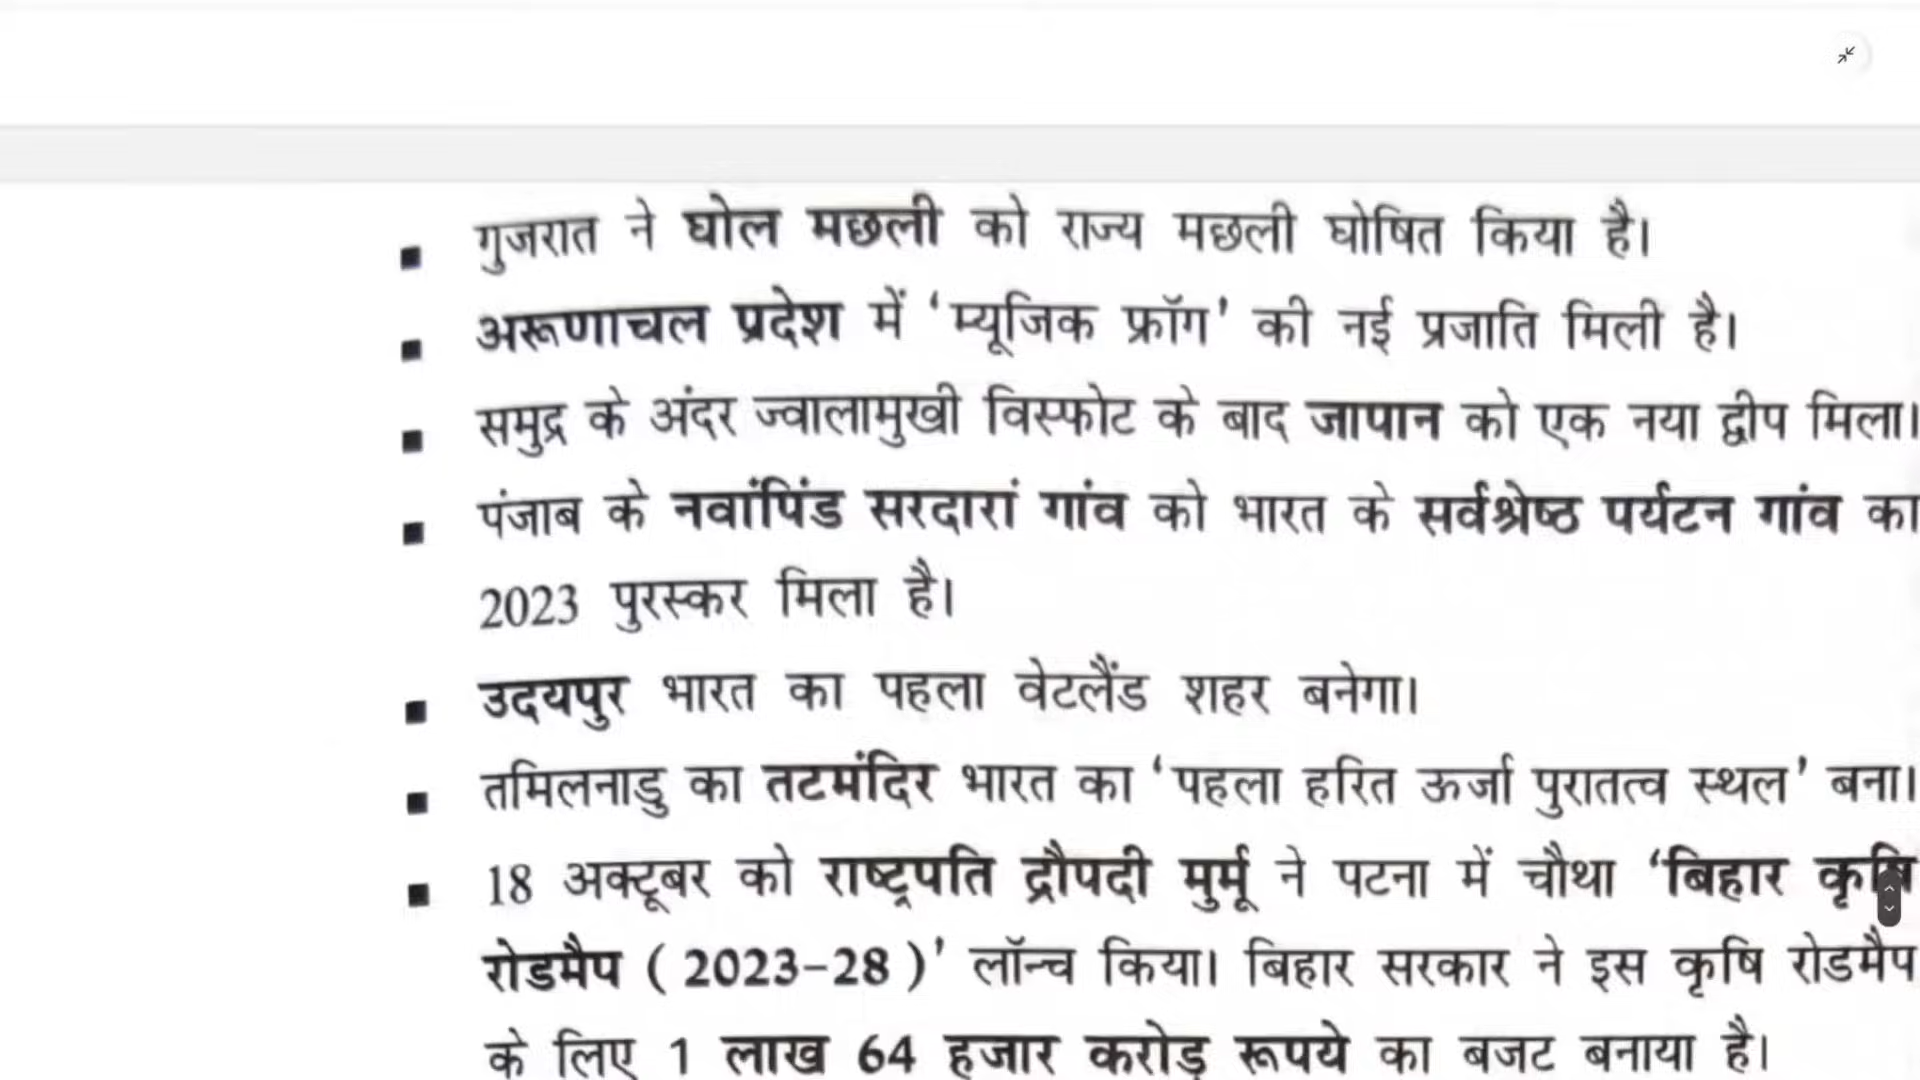 गुजरात ने घोल मछली को राज्य मछली घोषित किया है।
अरूणाचल प्रदेश में ‘म्यूजिक फ्रॉग’ की नई प्रजाति मिली है।
समुद्र के अंदर ज्वालामुखी विस्फोट के बाद जापान को एक नया द्वीप मिला।
पंजाब के नवांपिंड सरदारां गांव को भारत के सर्वश्रेष्ठ पर्यटन गांव का
2023 पुरस्कर मिला है।
उदयपुर भारत का पहला वेटलैंड शहर बनेगा।
तमिलनाडु का तटमंदिर भारत का ‘पहला हरित ऊर्जा पुरातत्व स्थल’ बना।
18 अक्टूबर को राष्ट्रपति द्रौपदी मुर्मू ने पटना में चौथा ‘बिहार कृषि
रोडमैप (2023-28)’ लॉन्च किया। बिहार सरकार ने इस कृषि रोडमैप
के लिए 1 लाख 64 हजार करोड़ रूपये का बजट बनाया है।